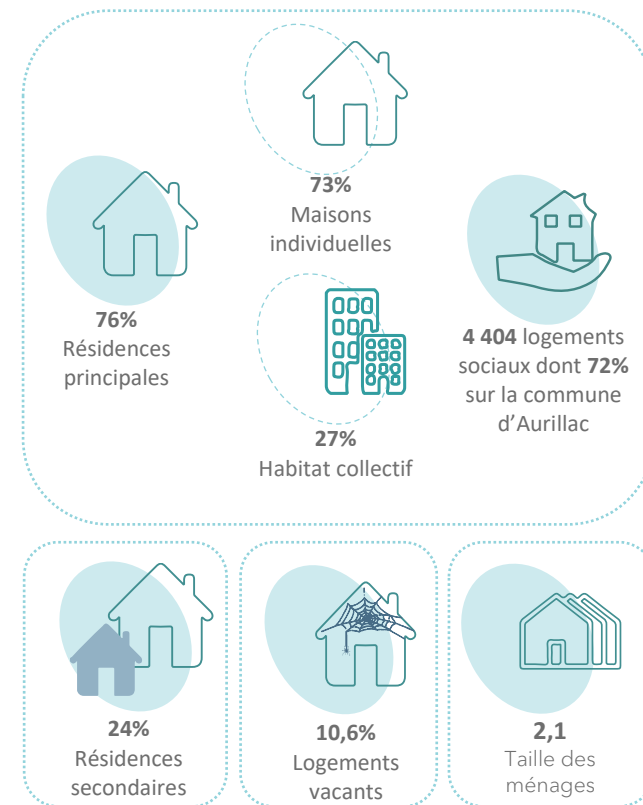 73%
Maisons
individuelles
76%
Résidences
principales
4 404 logements
sociaux dont 72%
sur la commune
d’Aurillac
27%
Habitat collectif
24%
Résidences
secondaires
10,6%
Logements
vacants
2,1
Taille des
ménages